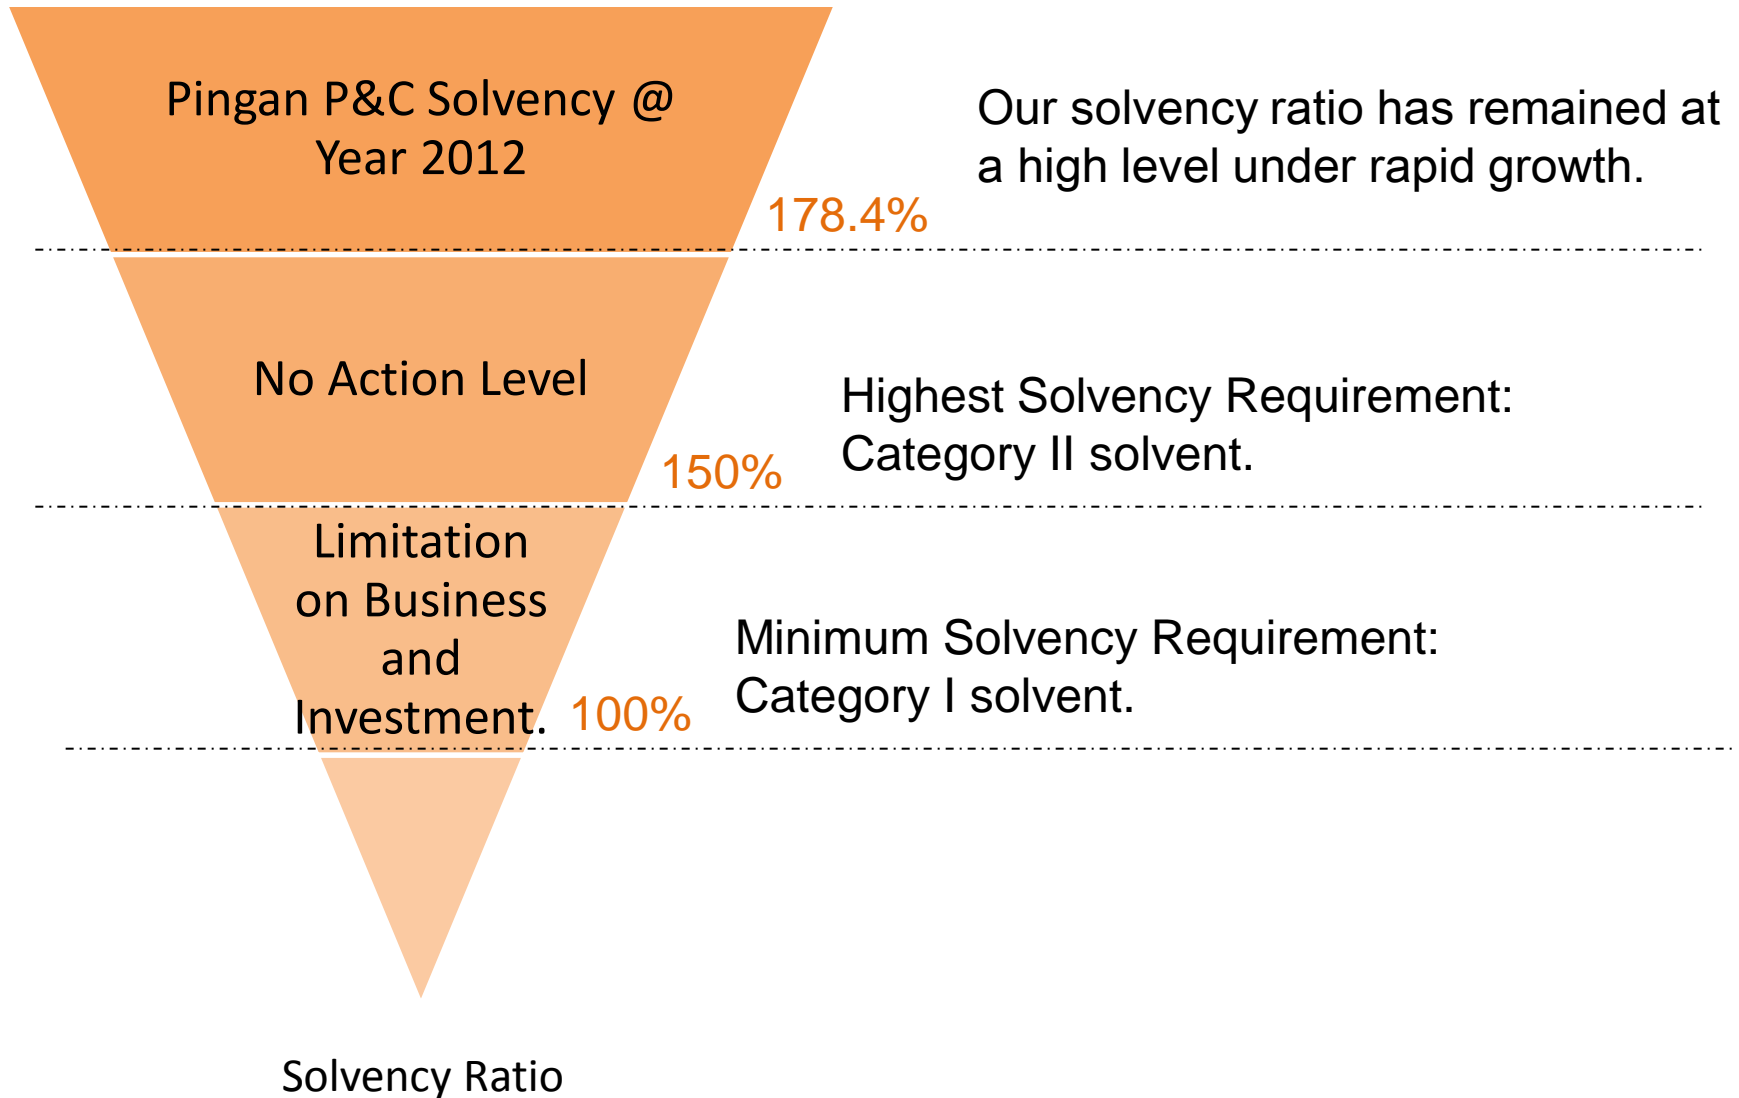 Pingan P&C Solvency @
Year 2012
Our solvency ratio has remained at
a high level under rapid growth.
178.4%
No Action Level
Highest Solvency Requirement:
Category II solvent.
150%
Limitation
on Business
and
Investment.
Minimum Solvency Requirement:
Category I solvent.
100%
Solvency Ratio